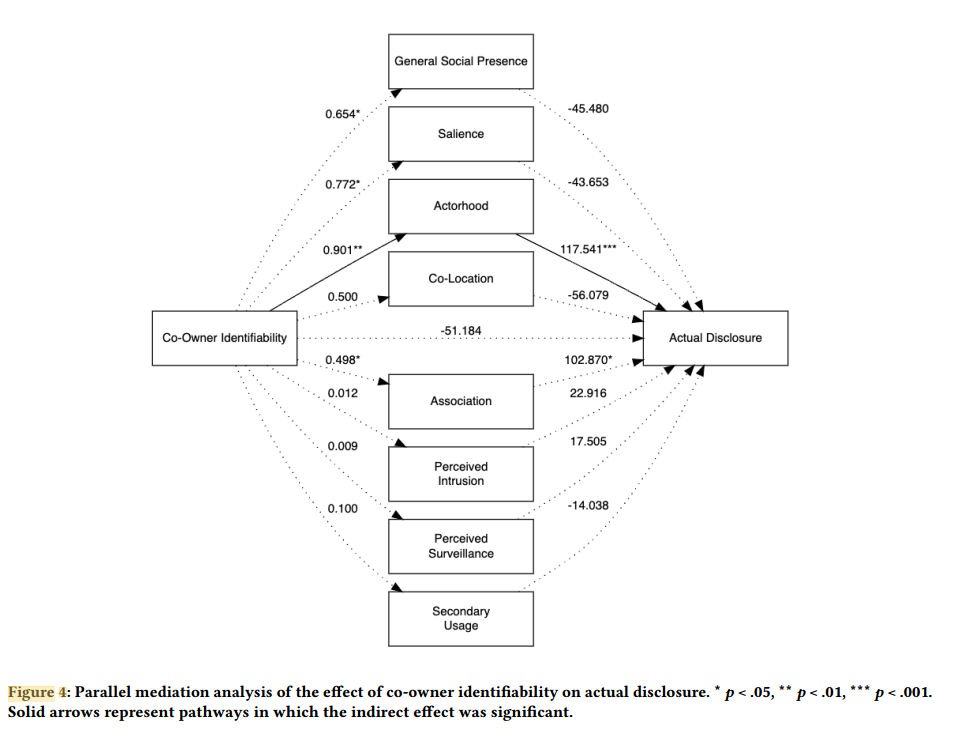 General Social Presence
0.654*
-45.480
Salience
0.772*
-43.653
Actorhood
0.901**
117.541***
Co-Location
0.500
-56.079
Co-Owner Identifiability
-51.184
Actual Disclosure
0.498*
102.870*
Association
0.012
22.916
0.009
17.505
Perceived
Intrusion
0.100
-14.038
Perceived
Surveillance
Secondary
Usage
Figure 4: Parallel mediation analysis of the effect of co-owner identifiability on actual disclosure. * p < .05, ** p < .01, *** p < .001.
Solid arrows represent pathways in which the indirect effect was significant.